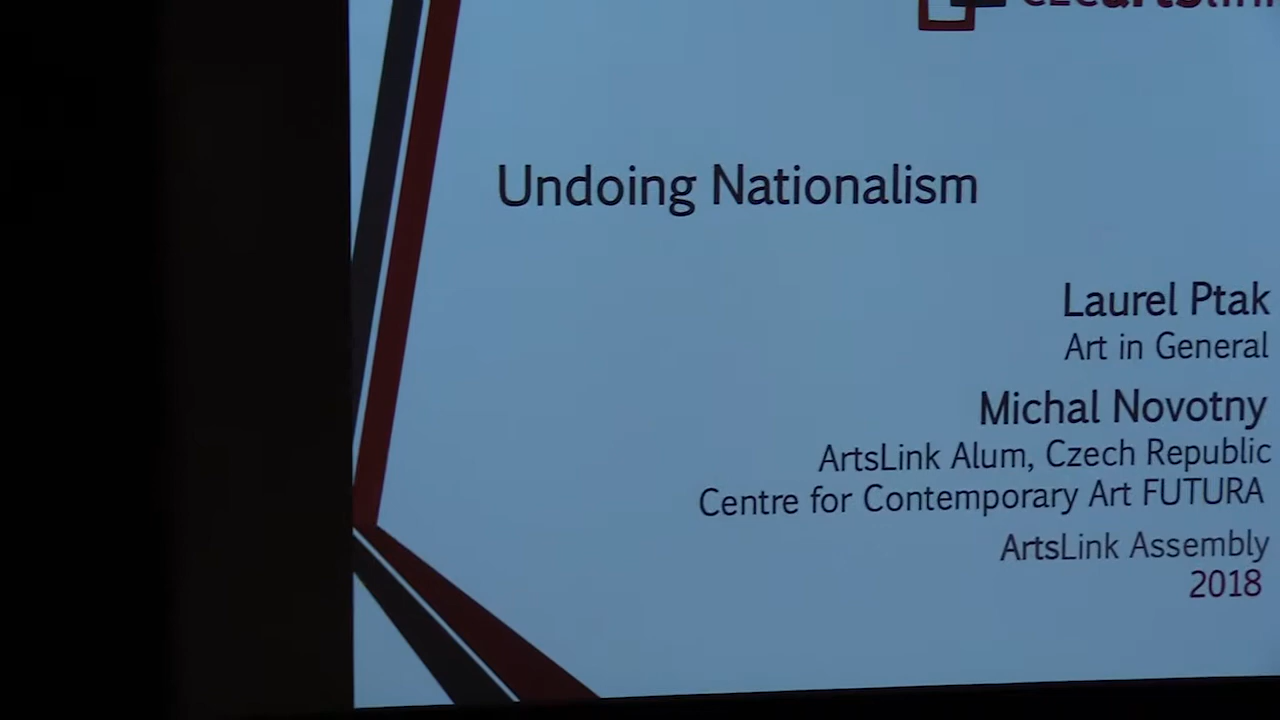 Undoing Nationalism
Laurel Ptak
Art in General
Michal Novotny
ArtsLink Alum, Czech Republic
Centre for Contemporary Art FUTURA
ArtsLink Assembly
2018